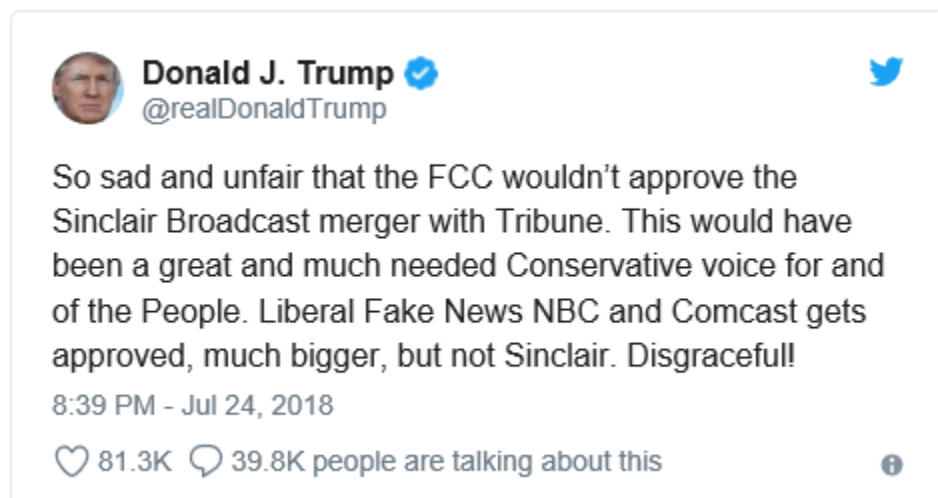 Donald J. Trump
@realDonaldTrump
So sad and unfair that the FCC wouldn’t approve the
Sinclair Broadcast merger with Tribune. This would have
been a great and much needed Conservative voice for and
of the People. Liberal Fake News NBC and Comcast gets
approved, much bigger, but not Sinclair. Disgraceful!
8:39 PM - Jul 24, 2018
81.3K 39.8K people are talking about this